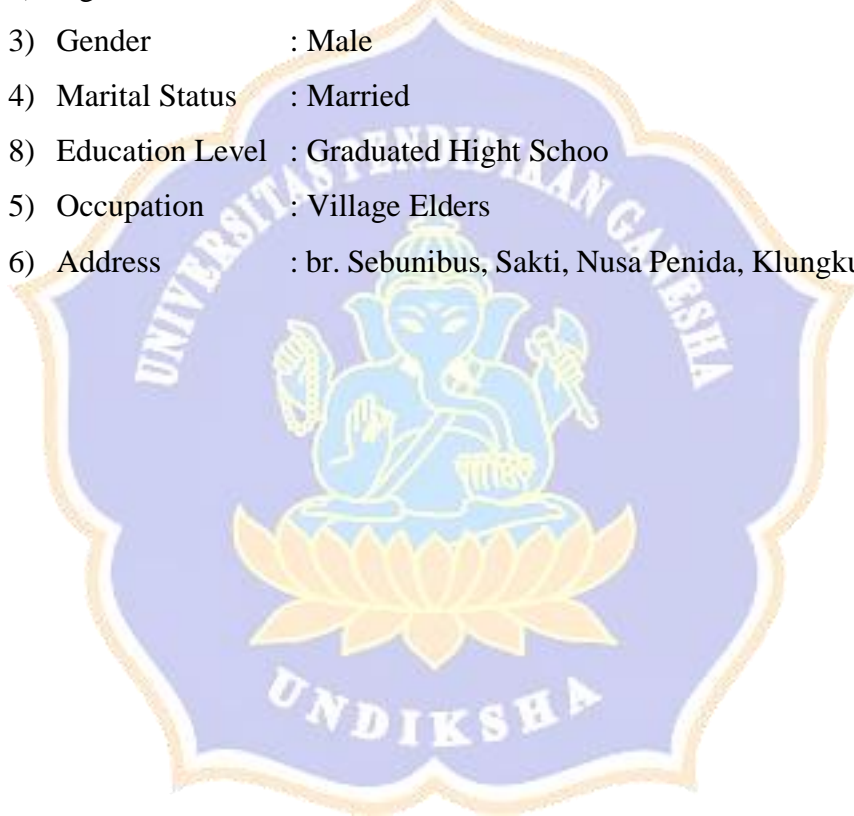 3) Gender : Male
4) Marital Status : Married
8) Education Level : Graduated Hight Schoo
5) Occupation : Village Elders
6) Address : br. Sebunibus, Sakti, Nusa Penida, Klungku
UNIVERSITAS PENDIDIKAN GANESHA
UNDIKSHA